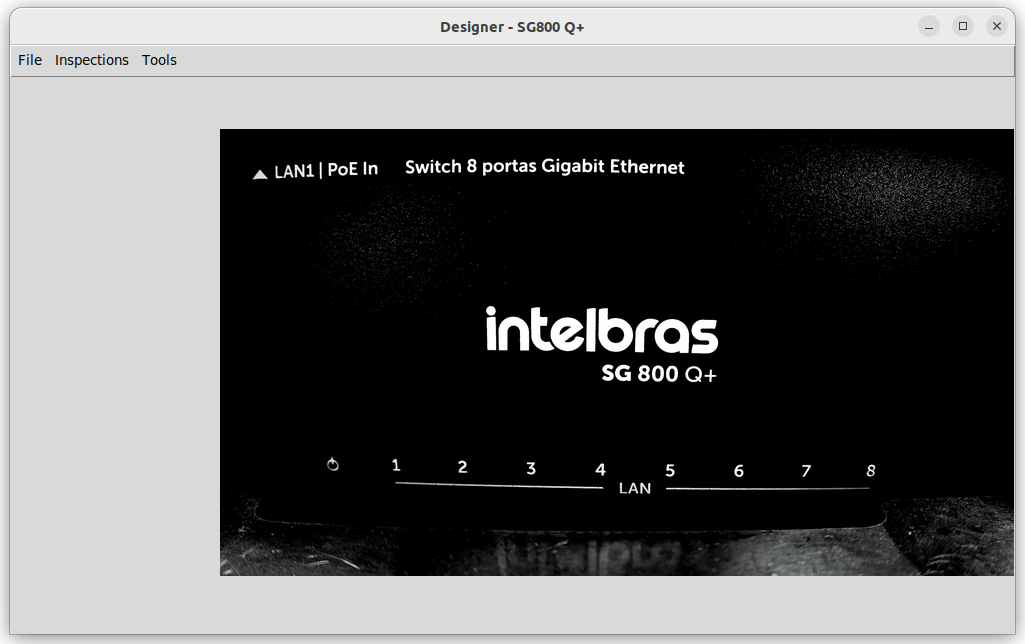 Designer - SG800 Q+
File Inspections Tools
LAN1 | PoE In Switch 8 portas Gigabit Ethernet
intelbras
SG 800 Q+
1 2 3 4 5 6 7 8
LAN